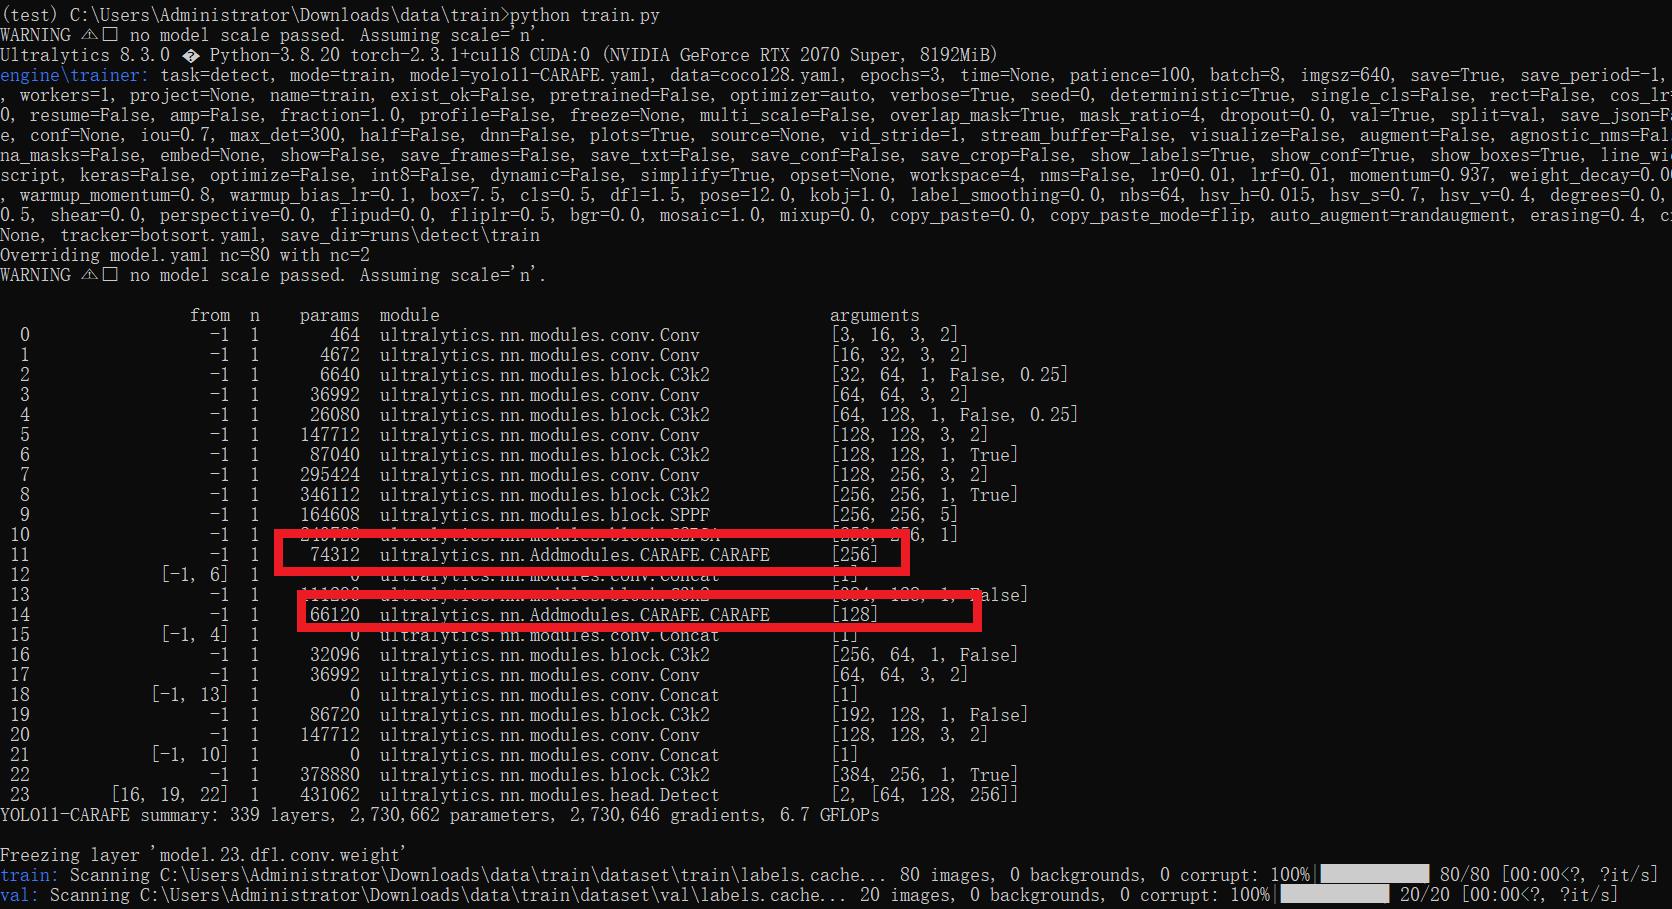 (test) C:\Users\Administrator\Downloads\data\train>python train.py
WARNING ⚠□ no model scale passed. Assuming scale='n'.
Ultralytics 8.3.0 � Python-3.8.20 torch-2.3.1+cu118 CUDA:0 (NVIDIA GeForce RTX 2070 Super, 8192MiB)
engine\trainer: task=detect, mode=train, model=yolo11-CARAFE.yaml, data=coco128.yaml, epochs=3, time=None, patience=100, batch=8, imgsz=640, save=True, save_period=-1,
, workers=1, project=None, name=train, exist_ok=False, pretrained=False, optimizer=auto, verbose=True, seed=0, deterministic=True, single_cls=False, rect=False, cos_lr=
0, resume=False, amp=False, fraction=1.0, profile=False, freeze=None, multi_scale=False, overlap_mask=True, mask_ratio=4, dropout=0.0, val=True, split=val, save_json=Fa
e, conf=None, iou=0.7, max_det=300, half=False, dnn=False, plots=True, source=None, vid_stride=1, stream_buffer=False, visualize=False, augment=False, agnostic_nms=Fal
na_masks=False, embed=None, show=False, save_frames=False, save_txt=False, save_conf=False, save_crop=False, show_labels=True, show_conf=True, show_boxes=True, line_wi
script, keras=False, optimize=False, int8=False, dynamic=False, simplify=True, opset=None, workspace=4, nms=False, lr0=0.01, lrf=0.01, momentum=0.937, weight_decay=0.00
, warmup_momentum=0.8, warmup_bias_lr=0.1, box=7.5, cls=0.5, dfl=1.5, pose=12.0, kobj=1.0, label_smoothing=0.0, nbs=64, hsv_h=0.015, hsv_s=0.7, hsv_v=0.4, degrees=0.0,
0.5, shear=0.0, perspective=0.0, flipud=0.0, fliplr=0.5, bgr=0.0, mosaic=1.0, mixup=0.0, copy_paste=0.0, copy_paste_mode=flip, auto_augment=randaugment, erasing=0.4, c
None, tracker=botsort.yaml, save_dir=runs\detect\train
Overriding model.yaml nc=80 with nc=2
WARNING ⚠□ no model scale passed. Assuming scale='n'.
from n params module arguments
0 -1 1 464 ultralytics.nn.modules.conv.Conv [3, 16, 3, 2]
1 -1 1 4672 ultralytics.nn.modules.conv.Conv [16, 32, 3, 2]
2 -1 1 6640 ultralytics.nn.modules.block.C3k2 [32, 64, 1, False, 0.25]
3 -1 1 36992 ultralytics.nn.modules.conv.Conv [64, 64, 3, 2]
4 -1 1 26080 ultralytics.nn.modules.block.C3k2 [64, 128, 1, False, 0.25]
5 -1 1 147712 ultralytics.nn.modules.conv.Conv [128, 128, 3, 2]
6 -1 1 87040 ultralytics.nn.modules.block.C3k2 [128, 128, 1, True]
7 -1 1 295424 ultralytics.nn.modules.conv.Conv [128, 256, 3, 2]
8 -1 1 346112 ultralytics.nn.modules.block.C3k2 [256, 256, 1, True]
9 -1 1 164608 ultralytics.nn.modules.block.SPPF [256, 256, 5]
10 -1 1 1]
11 -1 1 74312 ultralytics.nn.Addmodules.CARAFE.CARAFE [256]
12 [-1, 6] 1 0 ultralytics.nn.modules.conv.Concat [1]
13 -1 1 False]
14 -1 1 66120 ultralytics.nn.Addmodules.CARAFE.CARAFE [128]
15 [-1, 4] 1 0 ultralytics.nn.modules.conv.Concat [1]
16 -1 1 32096 ultralytics.nn.modules.block.C3k2 [256, 64, 1, False]
17 -1 1 36992 ultralytics.nn.modules.conv.Conv [64, 64, 3, 2]
18 [-1, 13] 1 0 ultralytics.nn.modules.conv.Concat [1]
19 -1 1 86720 ultralytics.nn.modules.block.C3k2 [192, 128, 1, False]
20 -1 1 147712 ultralytics.nn.modules.conv.Conv [128, 128, 3, 2]
21 [-1, 10] 1 0 ultralytics.nn.modules.conv.Concat [1]
22 -1 1 378880 ultralytics.nn.modules.block.C3k2 [384, 256, 1, True]
23 [16, 19, 22] 1 431062 ultralytics.nn.modules.head.Detect [2, [64, 128, 256]]
YOLO11-CARAFE summary: 339 layers, 2,730,662 parameters, 2,730,646 gradients, 6.7 GFLOPs
Freezing layer 'model.23.dfl.conv.weight'
train: Scanning C:\Users\Administrator\Downloads\data\train\dataset\train\labels.cache... 80 images, 0 backgrounds, 0 corrupt: 100%|██████████| 80/80 [00:00<?, ?it/s]
val: Scanning C:\Users\Administrator\Downloads\data\train\dataset\val\labels.cache... 20 images, 0 backgrounds, 0 corrupt: 100%|██████████| 20/20 [00:00<?, ?it/s]